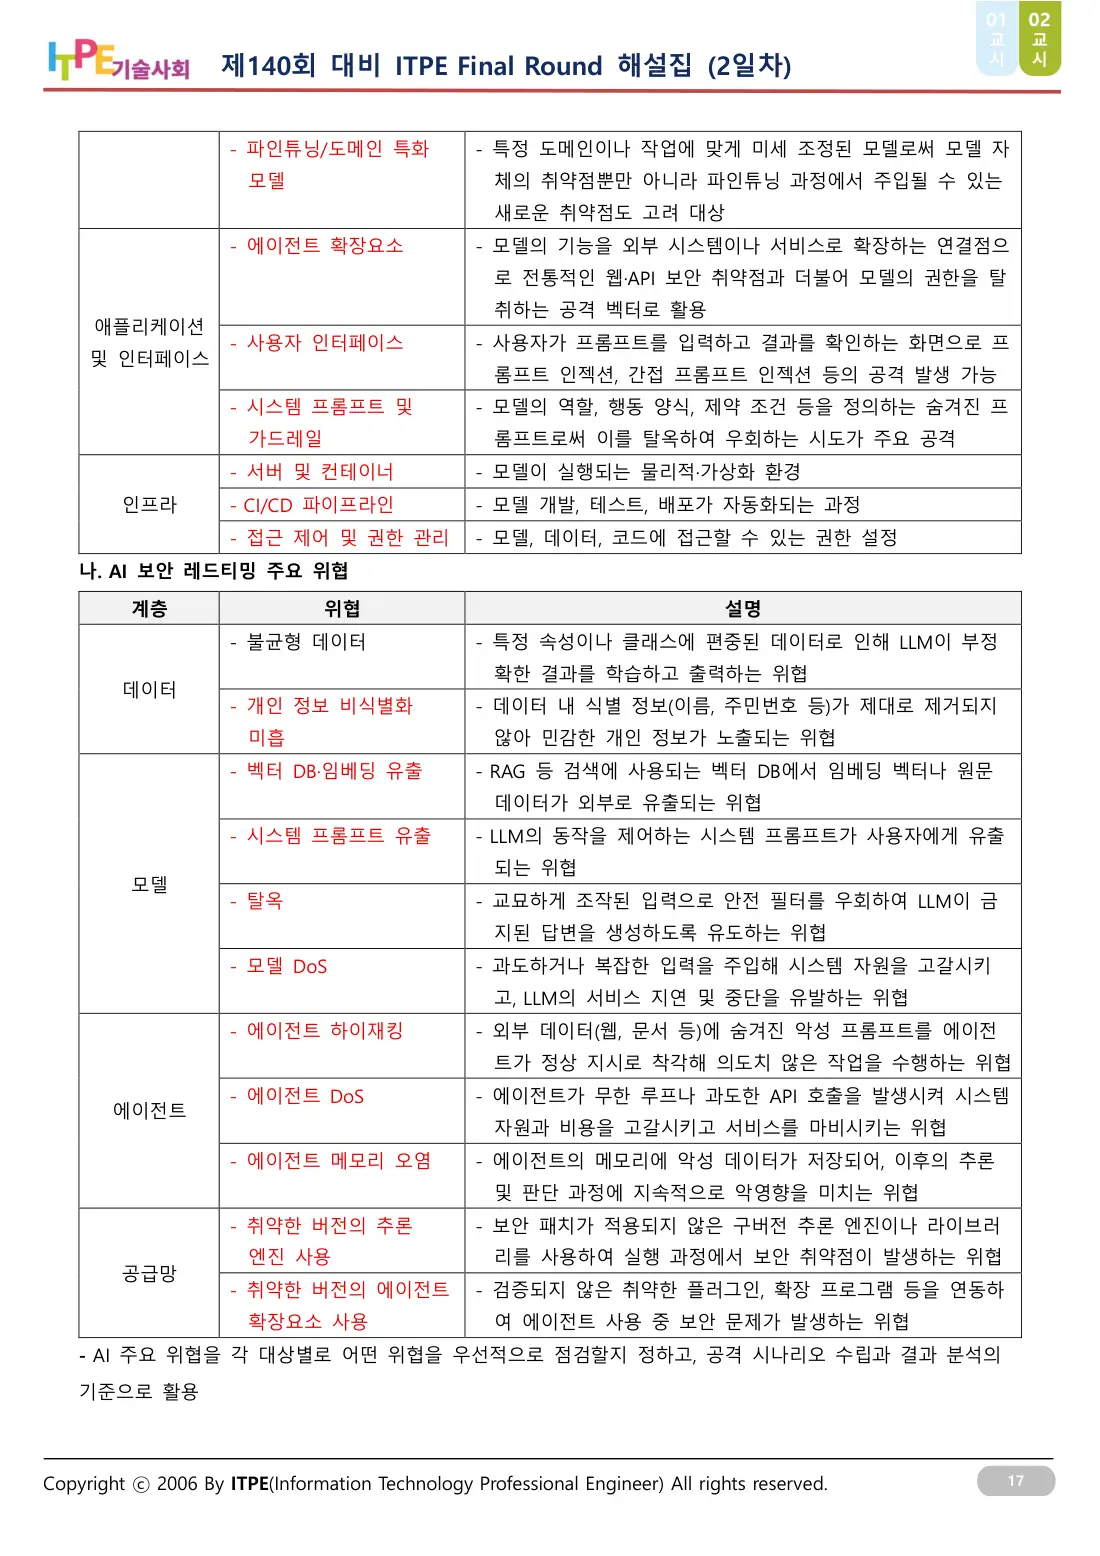 01
교
시
02
교
시
ITPE기술사회 제140회 대비 ITPE Final Round 해설집 (2일차)
- 파인튜닝/도메인 특화
모델
- 특정 도메인이나 작업에 맞게 미세 조정된 모델로써 모델 자
체의 취약점뿐만 아니라 파인튜닝 과정에서 주입될 수 있는
새로운 취약점도 고려 대상
애플리케이션
및 인터페이스
- 에이전트 확장요소
- 모델의 기능을 외부 시스템이나 서비스로 확장하는 연결점으
로 전통적인 웹·API 보안 취약점과 더불어 모델의 권한을 탈
취하는 공격 벡터로 활용
- 사용자 인터페이스
- 사용자가 프롬프트를 입력하고 결과를 확인하는 화면으로 프
롬프트 인젝션, 간접 프롬프트 인젝션 등의 공격 발생 가능
- 시스템 프롬프트 및
가드레일
- 모델의 역할, 행동 양식, 제약 조건 등을 정의하는 숨겨진 프
롬프트로써 이를 탈옥하여 우회하는 시도가 주요 공격
인프라
- 서버 및 컨테이너
- 모델이 실행되는 물리적·가상화 환경
- CI/CD 파이프라인
- 모델 개발, 테스트, 배포가 자동화되는 과정
- 접근 제어 및 권한 관리
- 모델, 데이터, 코드에 접근할 수 있는 권한 설정
나. AI 보안 레드티밍 주요 위협
계층 위협 설명
데이터
- 불균형 데이터
- 특정 속성이나 클래스에 편중된 데이터로 인해 LLM이 부정
확한 결과를 학습하고 출력하는 위협
- 개인 정보 비식별화
미흡
- 데이터 내 식별 정보(이름, 주민번호 등)가 제대로 제거되지
않아 민감한 개인 정보가 노출되는 위협
모델
- 벡터 DB·임베딩 유출
- RAG 등 검색에 사용되는 벡터 DB에서 임베딩 벡터나 원문
데이터가 외부로 유출되는 위협
- 시스템 프롬프트 유출
- LLM의 동작을 제어하는 시스템 프롬프트가 사용자에게 유출
되는 위협
- 탈옥
- 교묘하게 조작된 입력으로 안전 필터를 우회하여 LLM이 금
지된 답변을 생성하도록 유도하는 위협
- 모델 DoS
- 과도하거나 복잡한 입력을 주입해 시스템 자원을 고갈시키
고, LLM의 서비스 지연 및 중단을 유발하는 위협
에이전트
- 에이전트 하이재킹
- 외부 데이터(웹, 문서 등)에 숨겨진 악성 프롬프트를 에이전
트가 정상 지시로 착각해 의도치 않은 작업을 수행하는 위협
- 에이전트 DoS
- 에이전트가 무한 루프나 과도한 API 호출을 발생시켜 시스템
자원과 비용을 고갈시키고 서비스를 마비시키는 위협
- 에이전트 메모리 오염
- 에이전트의 메모리에 악성 데이터가 저장되어, 이후의 추론
및 판단 과정에 지속적으로 악영향을 미치는 위협
공급망
- 취약한 버전의 추론
엔진 사용
- 보안 패치가 적용되지 않은 구버전 추론 엔진이나 라이브러
리를 사용하여 실행 과정에서 보안 취약점이 발생하는 위협
- 취약한 버전의 에이전트
확장요소 사용
- 검증되지 않은 취약한 플러그인, 확장 프로그램 등을 연동하
여 에이전트 사용 중 보안 문제가 발생하는 위협
- AI 주요 위협을 각 대상별로 어떤 위협을 우선적으로 점검할지 정하고, 공격 시나리오 수립과 결과 분석의
기준으로 활용
Copyright ⓒ 2006 By ITPE(Information Technology Professional Engineer) All rights reserved.
17